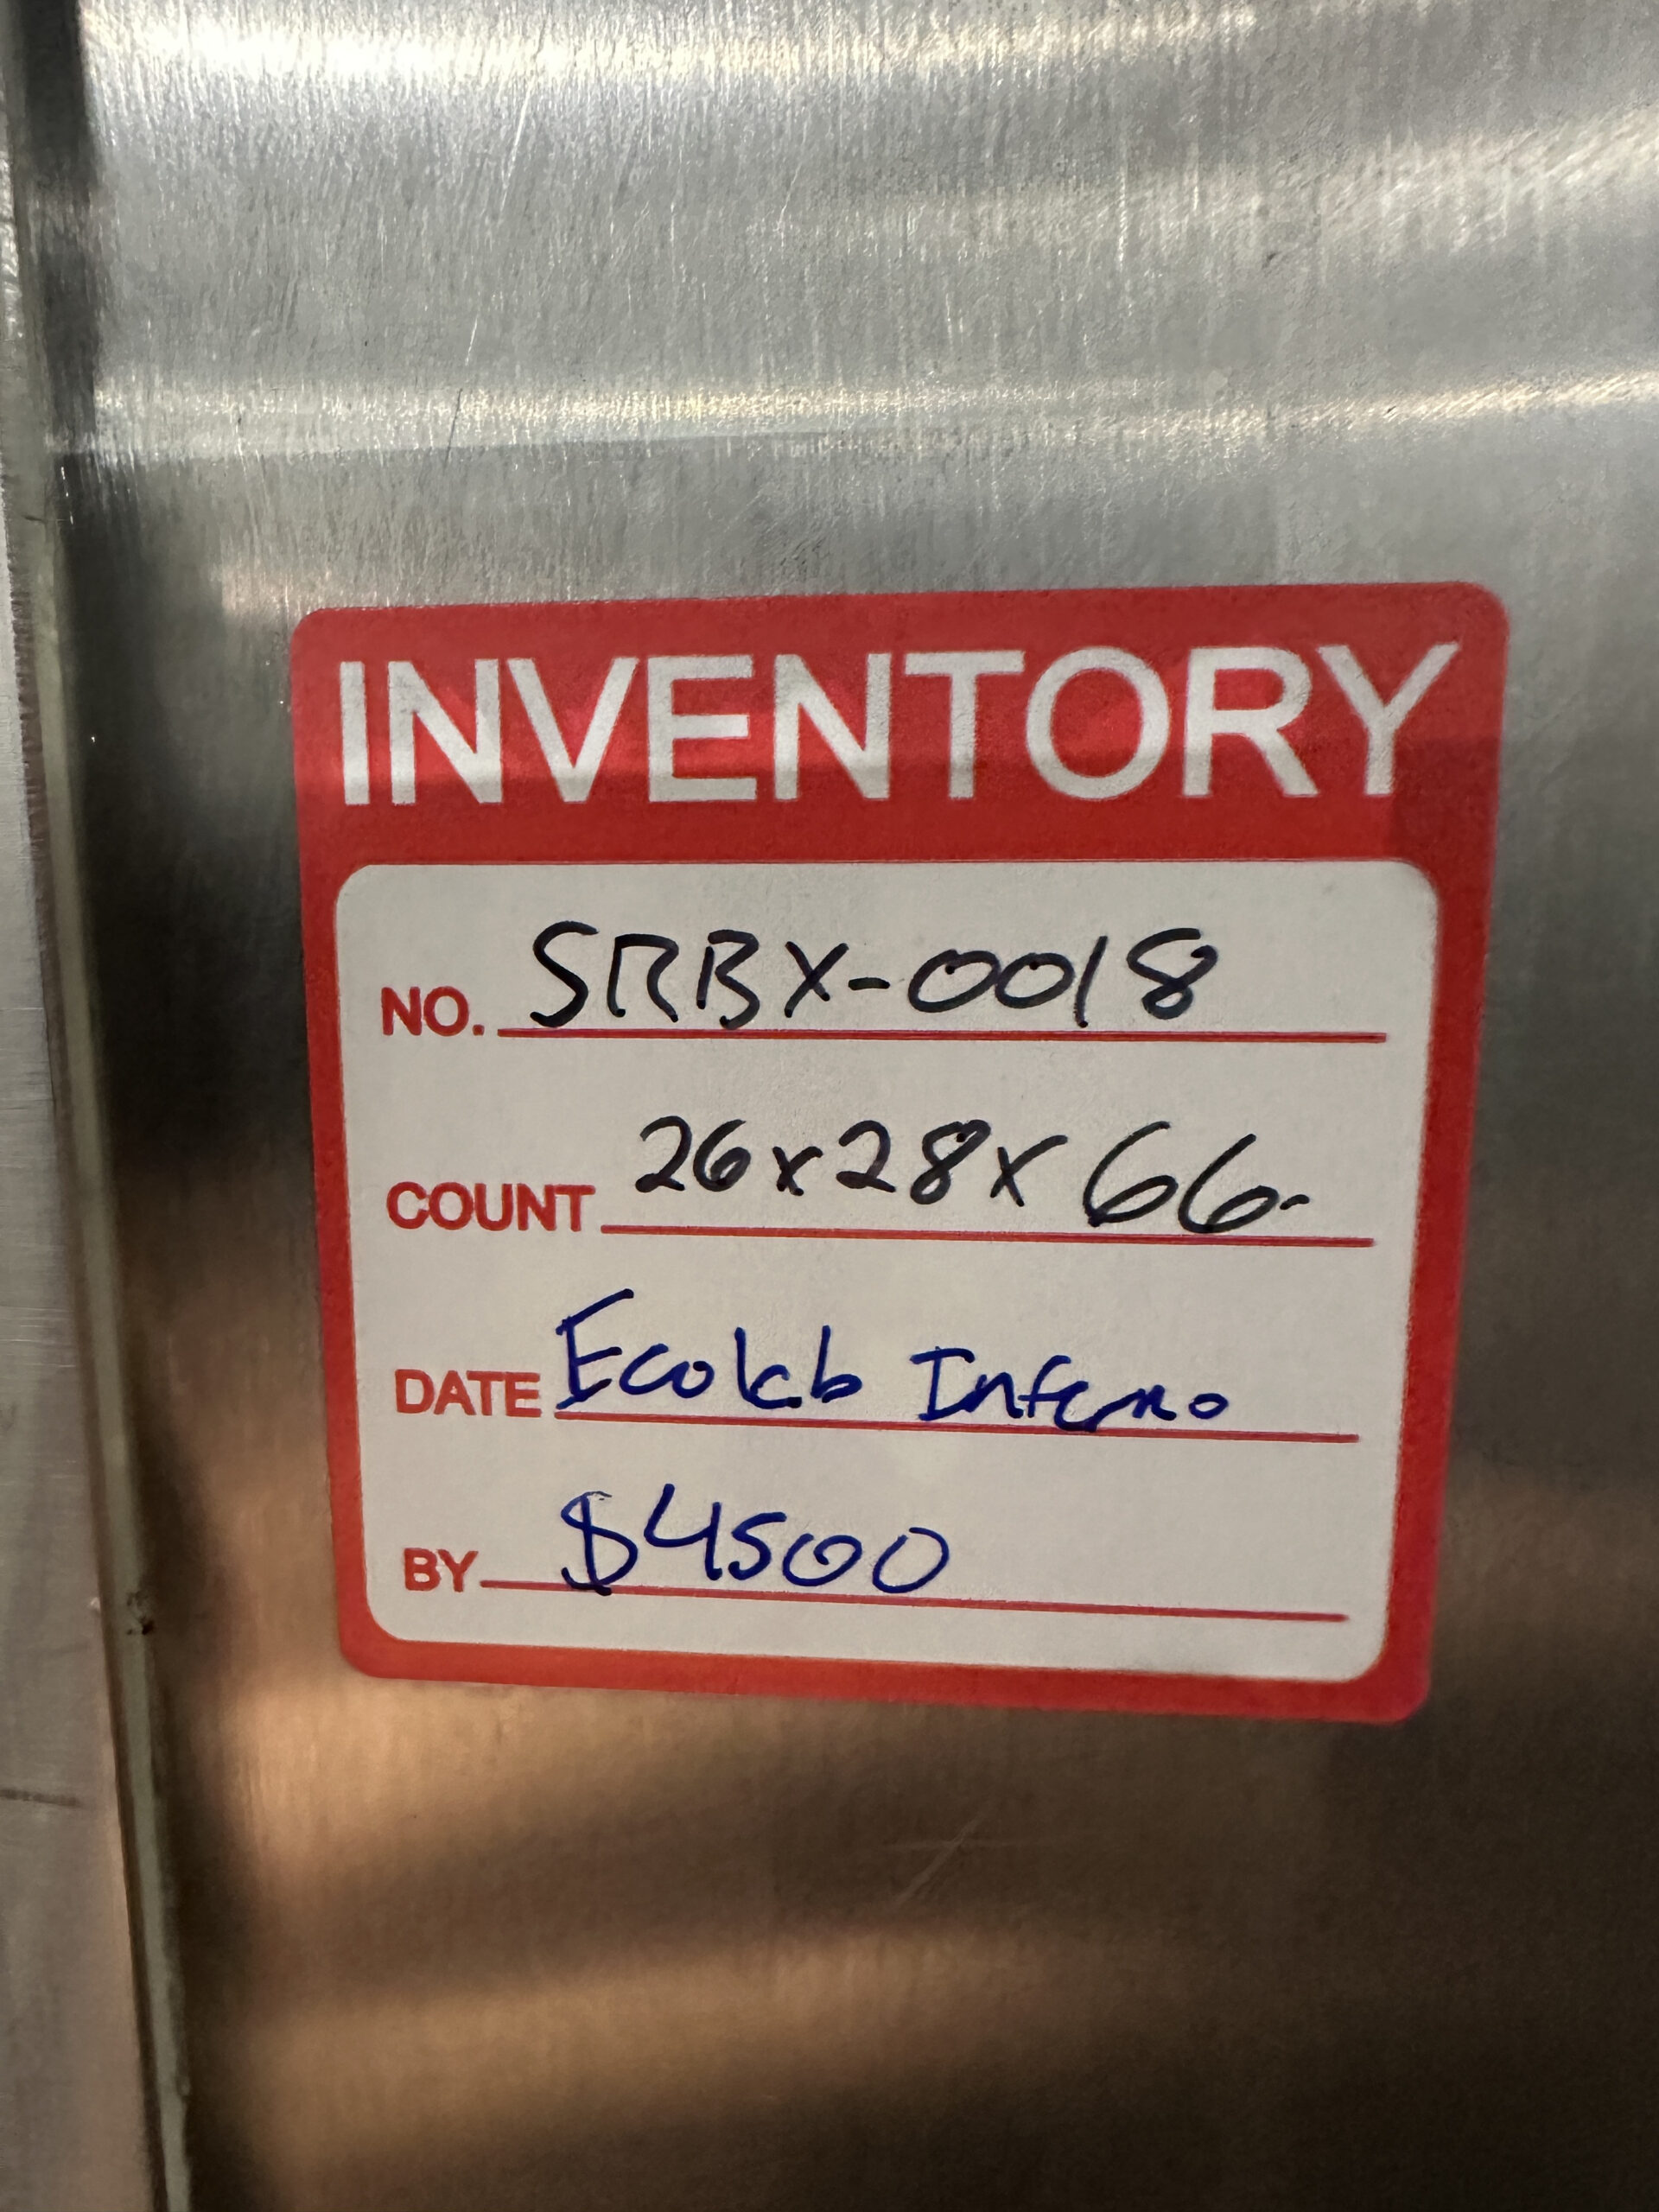 INVENTORY
NO. SRBX-0018
COUNT 26x28x66
DATE Ecolab Inferno
BY $4500